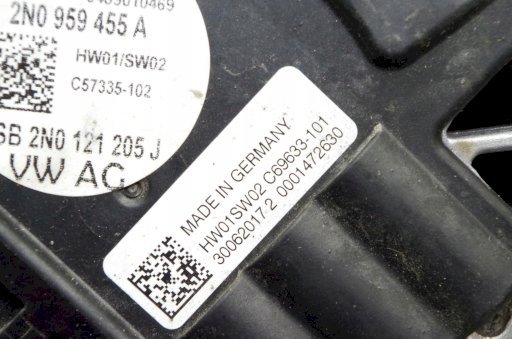 2N0 959 455 A
HW01/SW02
C57335-102
2N0 121 205 J
VW AG
MADE IN GERMANY
HW01SW02 C69633-101
30062017 2 0001472630